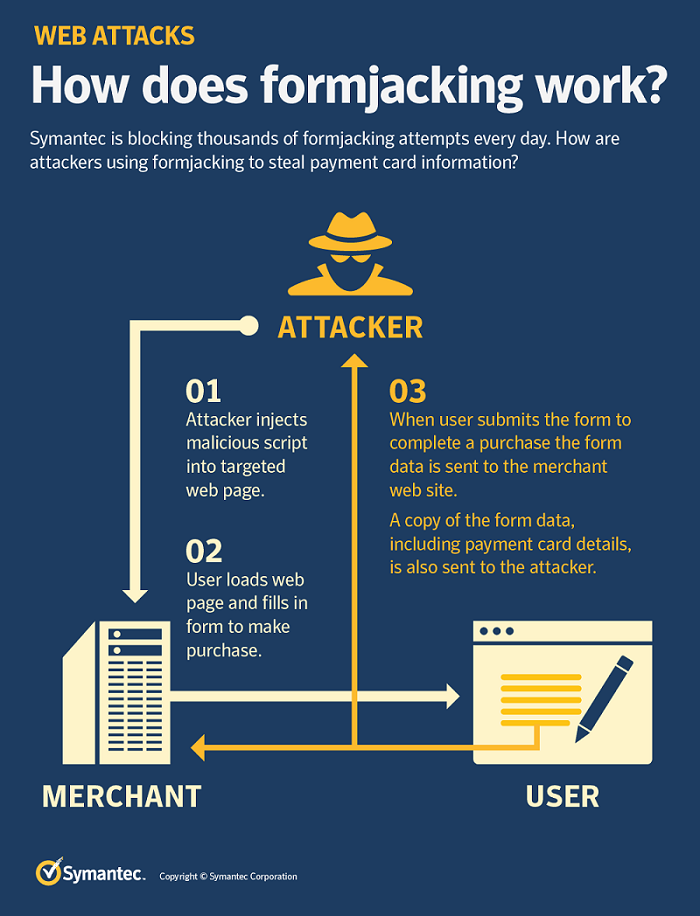 WEB ATTACKS
How does formjacking work?
Symantec is blocking thousands of formjacking attempts every day. How are
attackers using formjacking to steal payment card information?
ATTACKER
01
Attacker injects
malicious script
into targeted
web page.
02
User loads web
page and fills in
form to make
purchase.
03
When user submits the form to
complete a purchase the form
data is sent to the merchant
web site.
A copy of the form data,
including payment card details,
is also sent to the attacker.
MERCHANT
USER
Symantec.
Copyright © Symantec Corporation